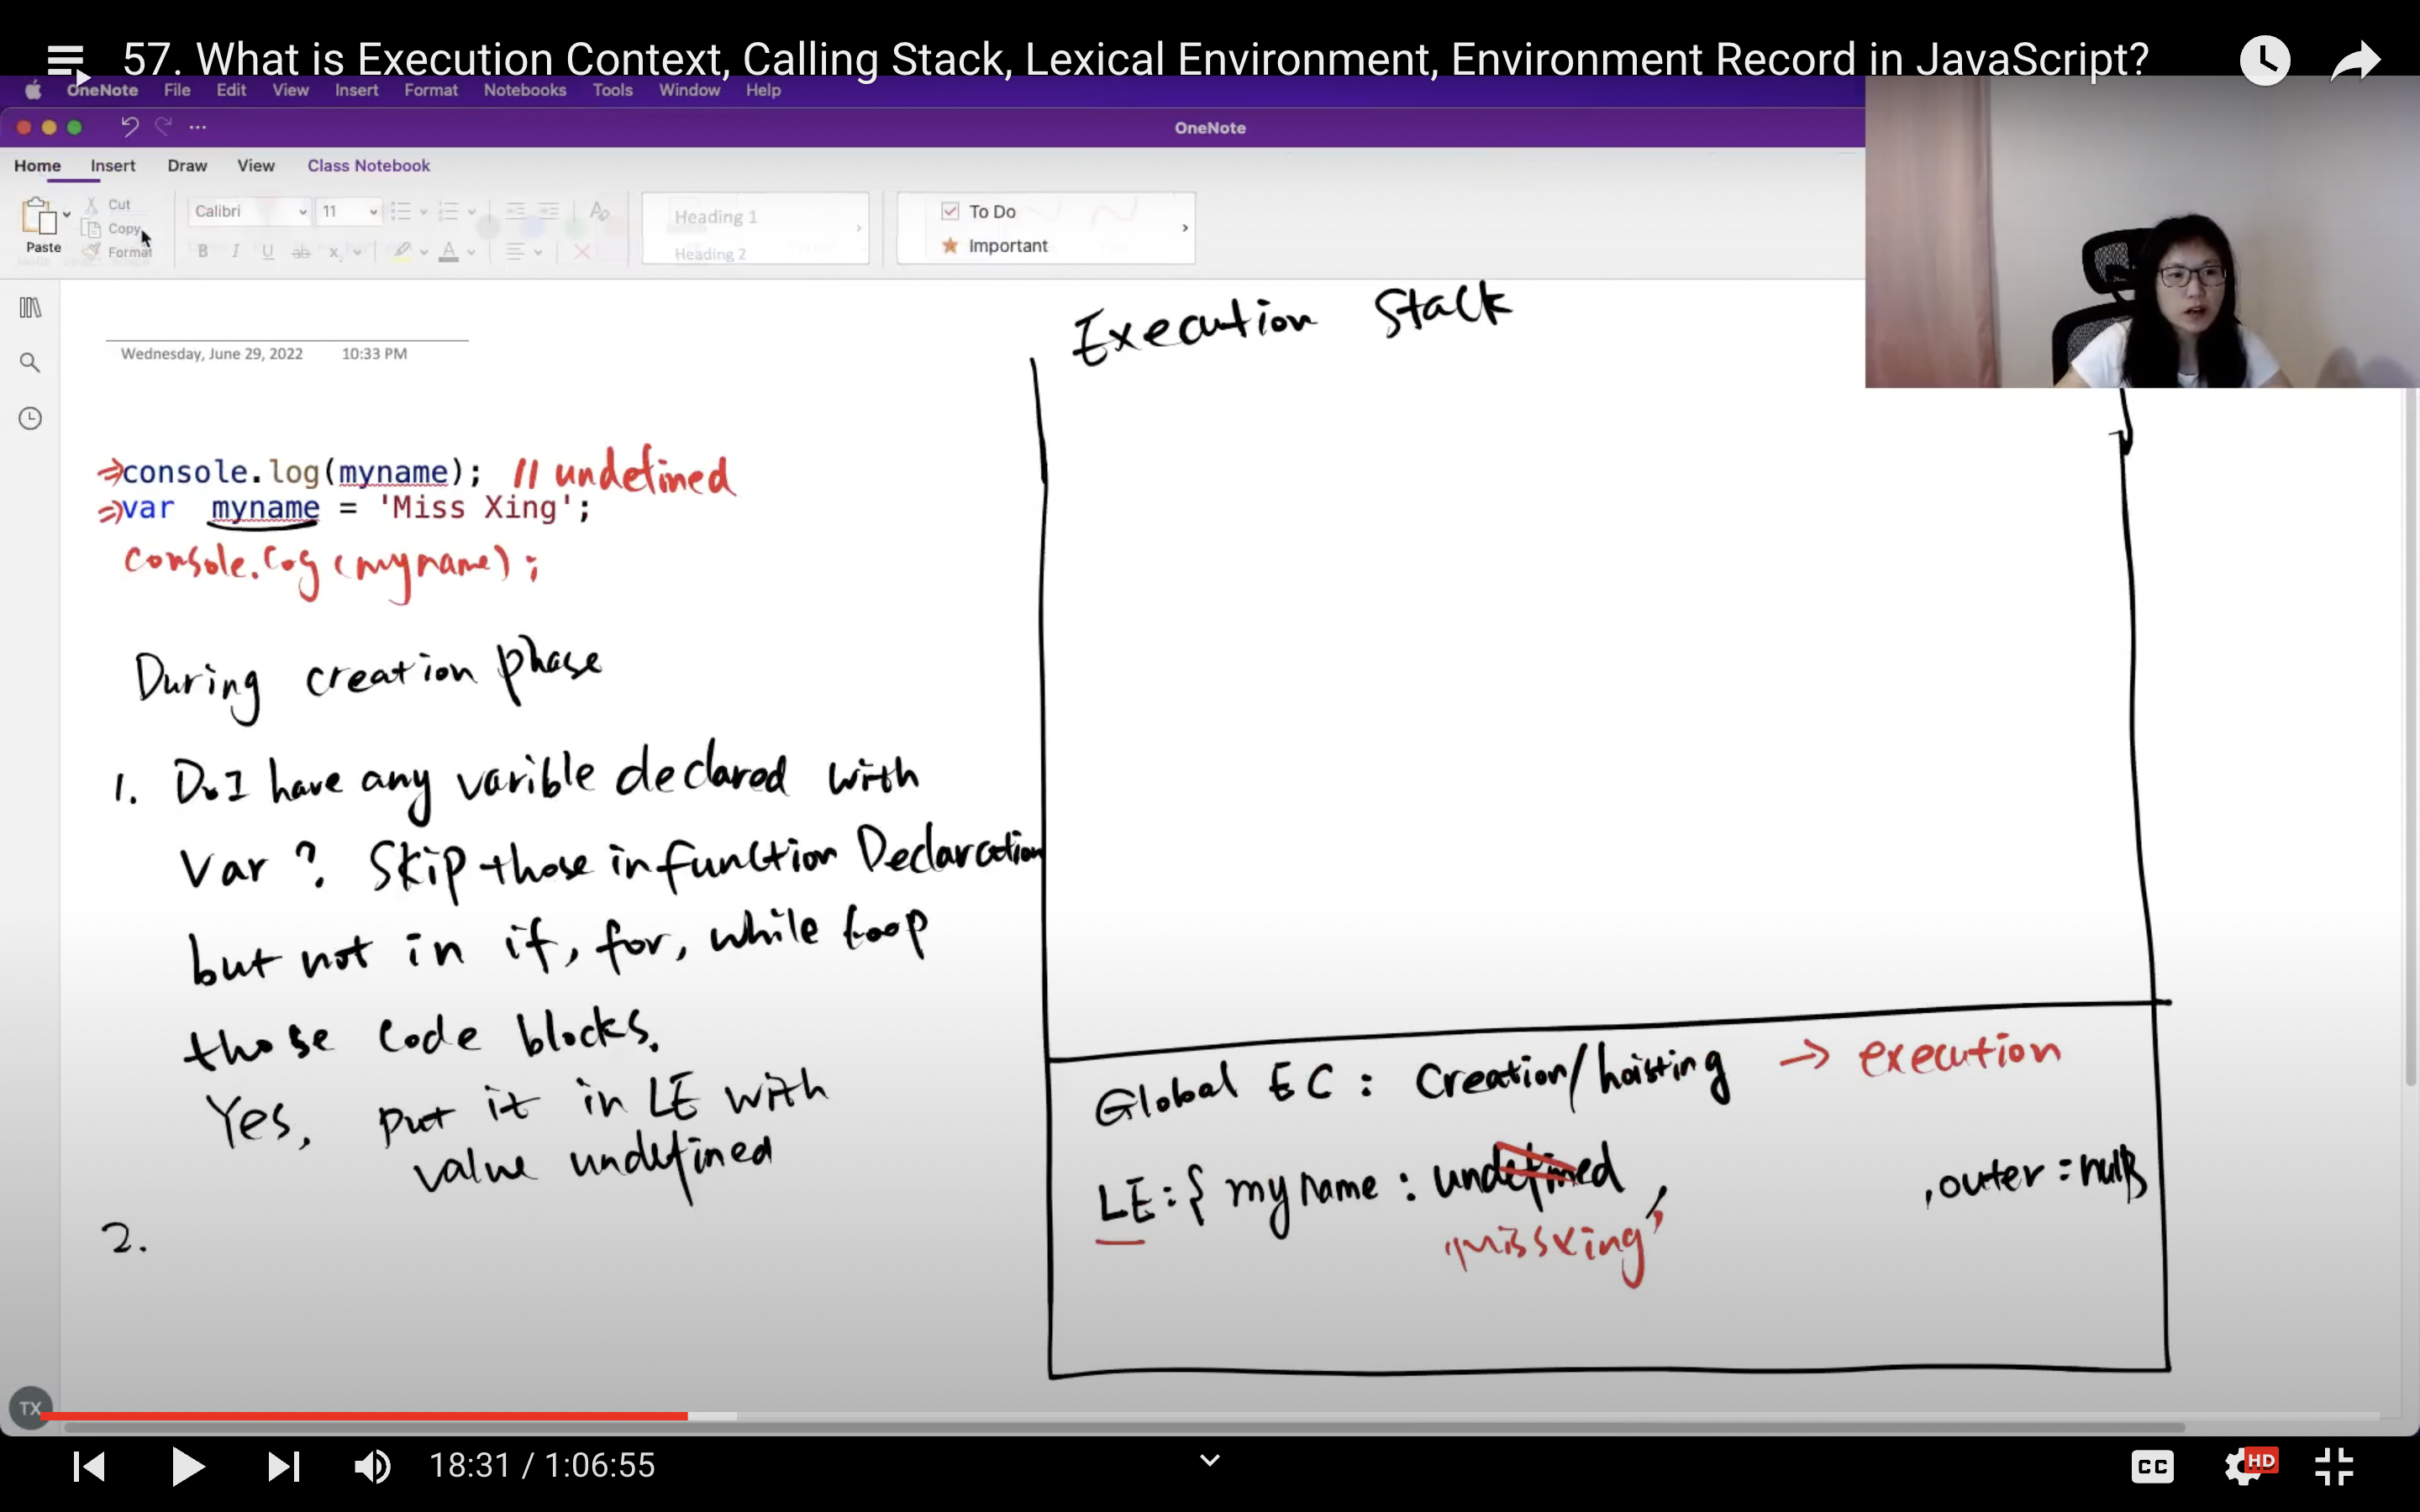 57. What is Execution Context, Calling Stack, Lexical Environment, Environment Record in JavaScript?
OneNote File Edit View Insert Format Notebooks Tools Window Help
OneNote
Home Insert Draw View Class Notebook
Paste
Cut
Copy
Format
Calibri 11
B I U ab x A
Heading 1
Heading 2
To Do
Important
Wednesday, June 29, 2022 10:33 PM
⇒console.log(myname); // undefined
⇒var myname = 'Miss Xing';
console.log(myname);
During creation phase
1. Do I have any varible declared with
Var ? Skip those in function Declaration
but not in if, for, while loop
those code blocks.
Yes, put it in LE with
value undefined
2.
Execution Stack
Global EC : Creation/hoisting → execution
LE:{ myname : undefined , , outer = null}
'missxing'
TX
18:31 / 1:06:55
CC
HD